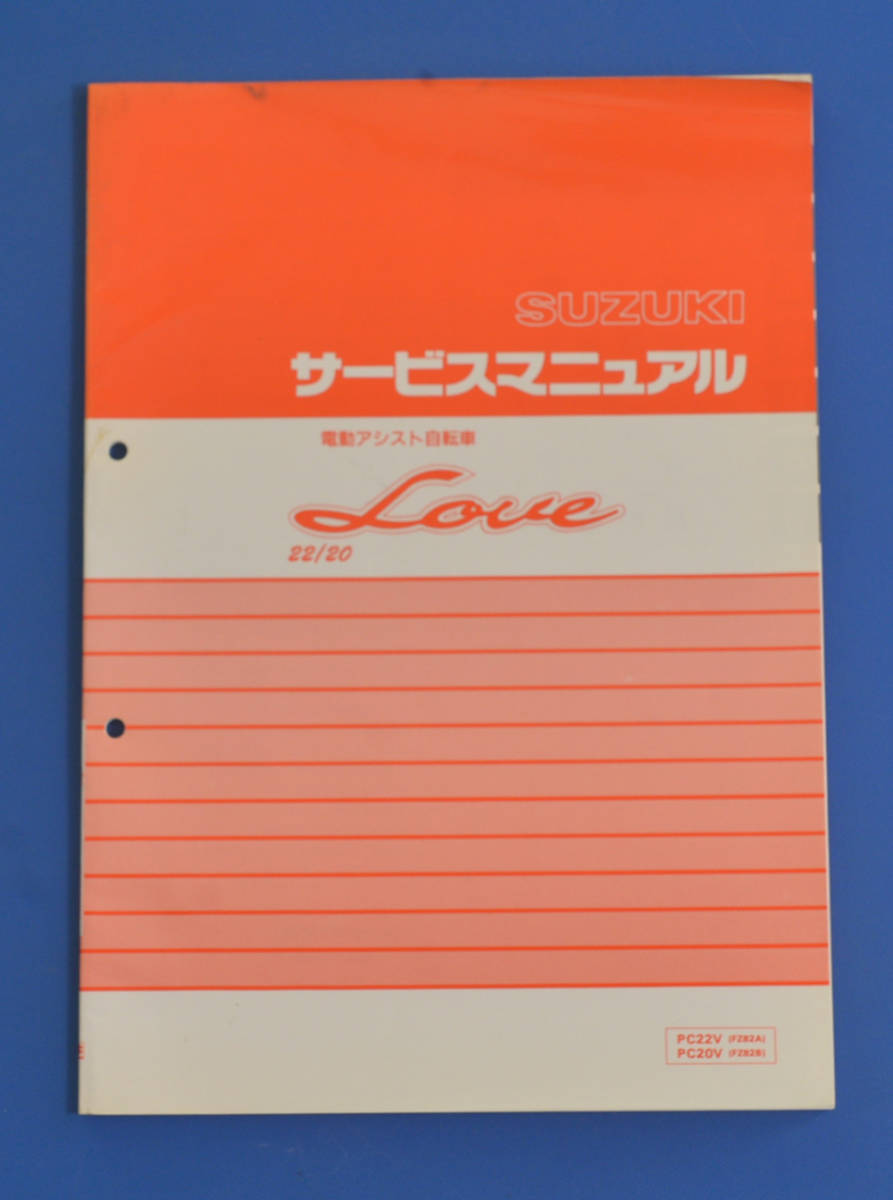 SUZUKI
サービスマニュアル
電動アシスト自転車
Love
22/20
PC22V (FZ82A)
PC20V (FZ82B)